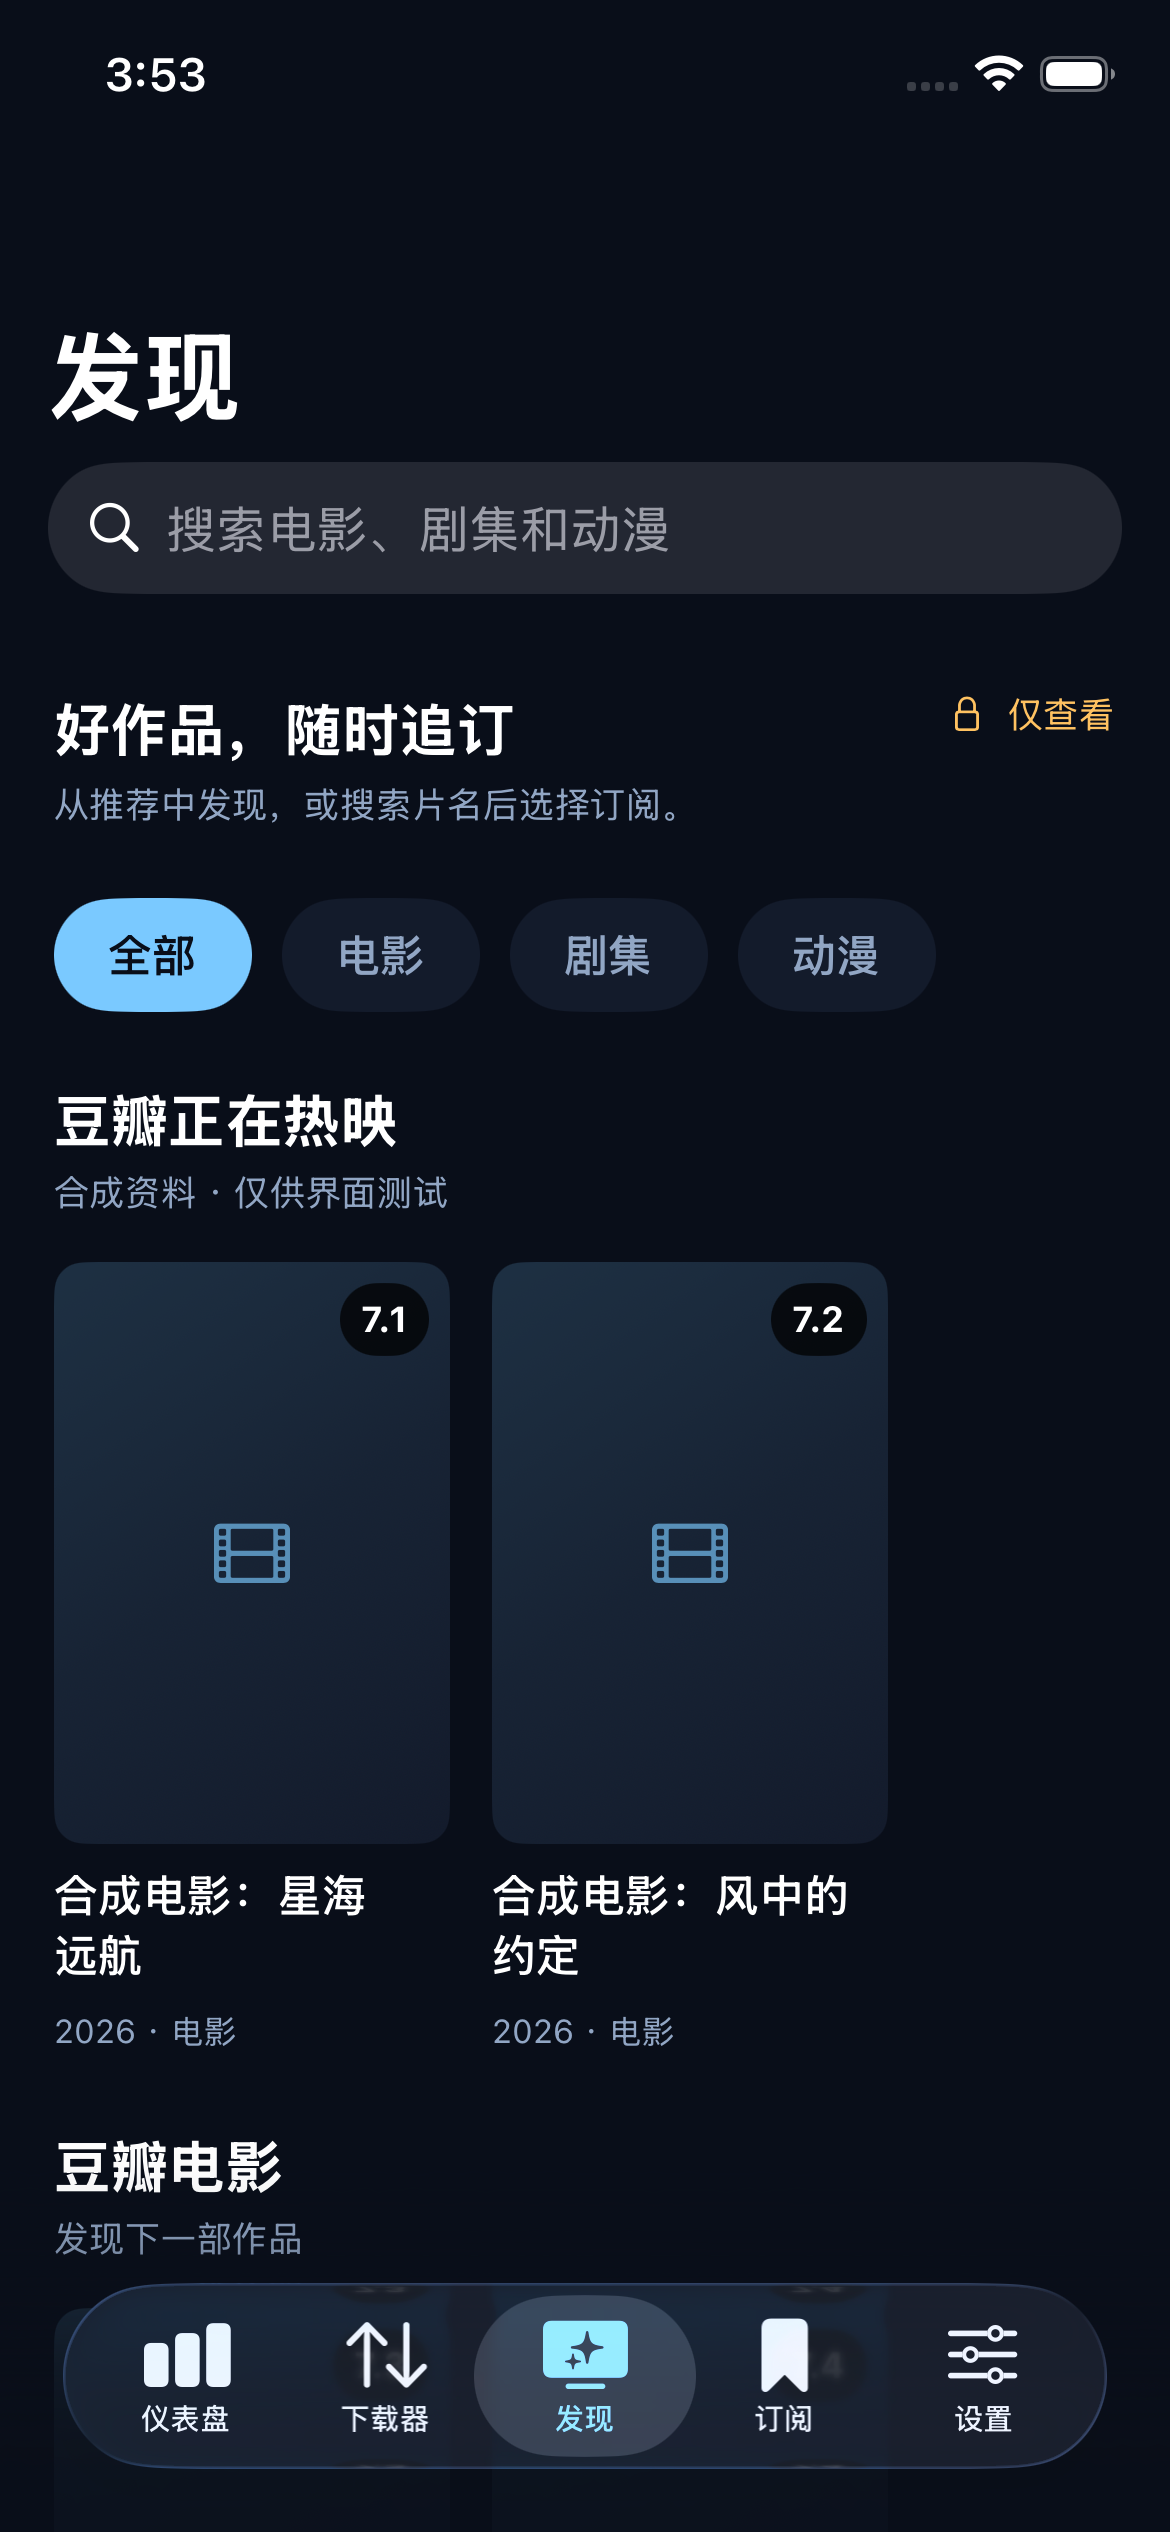 3:53
发现
搜索电影、剧集和动漫
好作品，随时追订
仅查看
从推荐中发现，或搜索片名后选择订阅。
全部
电影
剧集
动漫
豆瓣正在热映
合成资料 · 仅供界面测试
7.1
7.2
合成电影：星海
远航
合成电影：风中的
约定
2026 · 电影
2026 · 电影
豆瓣电影
发现下一部作品
仪表盘
下载器
发现
订阅
设置